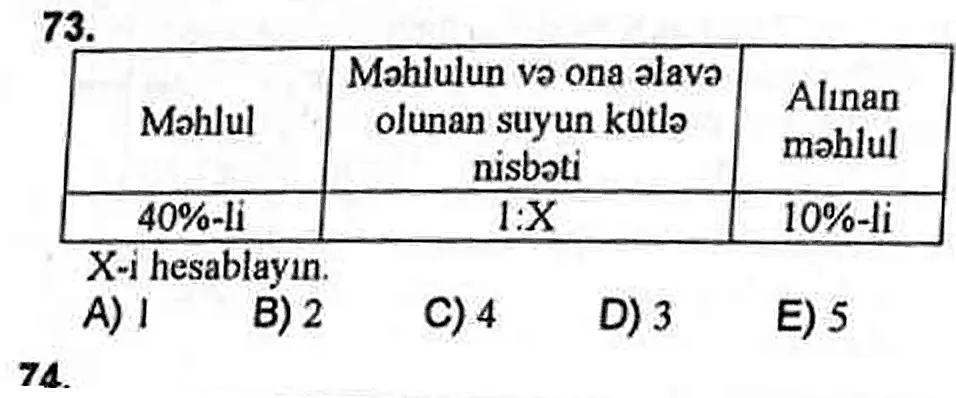 73.
Məhlul
Məhlulun və ona əlavə
olunan suyun kütlə
nisbəti
Alınan
məhlul
40%-li
1:X
10%-li
X-i hesablayın.
A) 1 B) 2 C) 4 D) 3 E) 5
74.